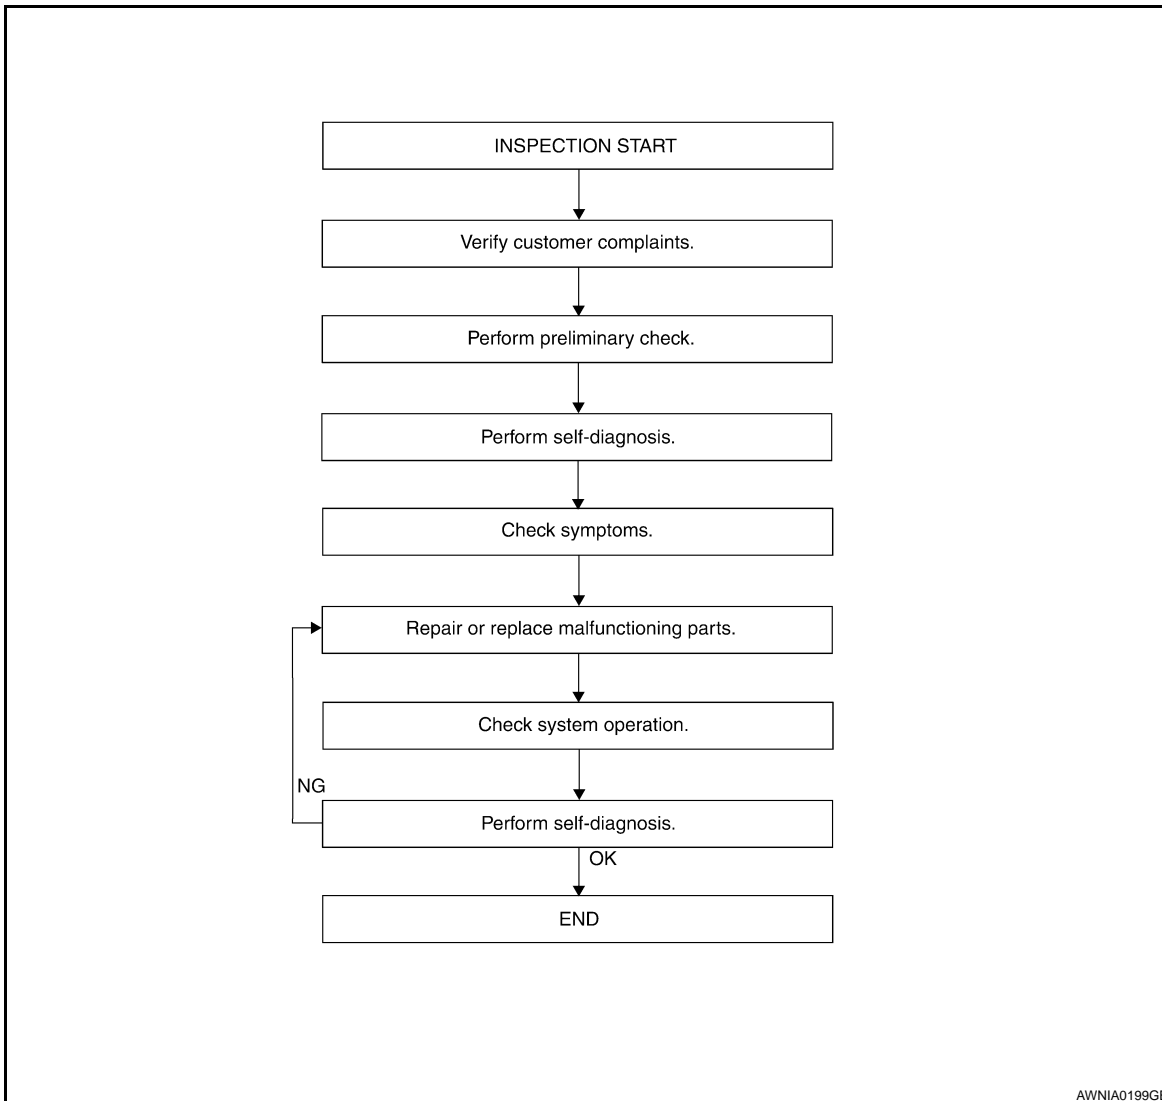 INSPECTION START
Verify customer complaints.
Perform preliminary check.
Perform self-diagnosis.
Check symptoms.
Repair or replace malfunctioning parts.
Check system operation.
NG
Perform self-diagnosis.
OK
END